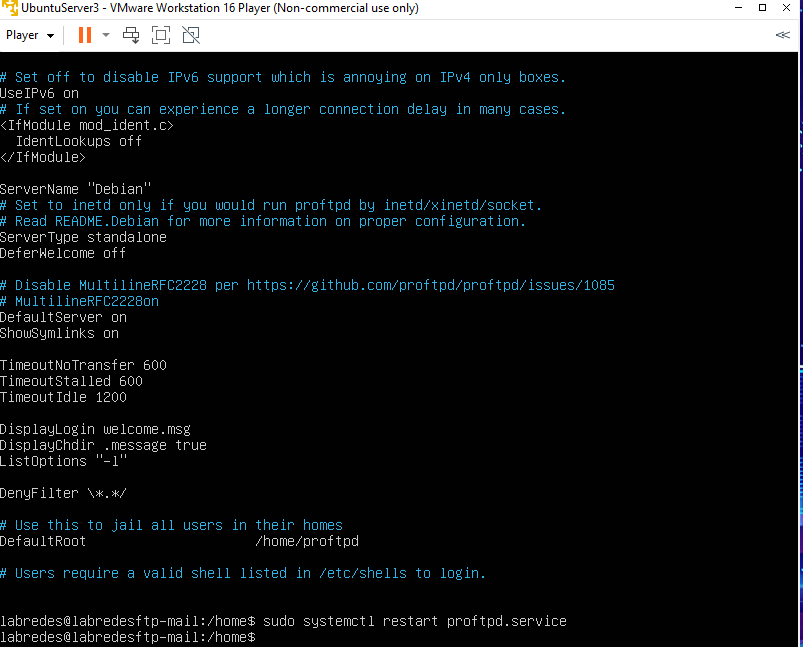 UbuntuServer3 - VMware Workstation 16 Player (Non-commercial use only)
Player
# Set off to disable IPv6 support which is annoying on IPv4 only boxes.
UseIPv6 on
# If set on you can experience a longer connection delay in many cases.
<IfModule mod_ident.c>
  IdentLookups off
</IfModule>
ServerName "Debian"
# Set to inetd only if you would run proftpd by inetd/xinetd/socket.
# Read README.Debian for more information on proper configuration.
ServerType standalone
DeferWelcome off
# Disable MultilineRFC2228 per https://github.com/proftpd/proftpd/issues/1085
# MultilineRFC2228on
DefaultServer on
ShowSymlinks on
TimeoutNoTransfer 600
TimeoutStalled 600
TimeoutIdle 1200
DisplayLogin welcome.msg
DisplayChdir .message true
ListOptions "-l"
DenyFilter \*.*/
# Use this to jail all users in their homes
DefaultRoot                     /home/proftpd
# Users require a valid shell listed in /etc/shells to login.
labredes@labredesftp-mail:/home$ sudo systemctl restart proftpd.service
labredes@labredesftp-mail:/home$